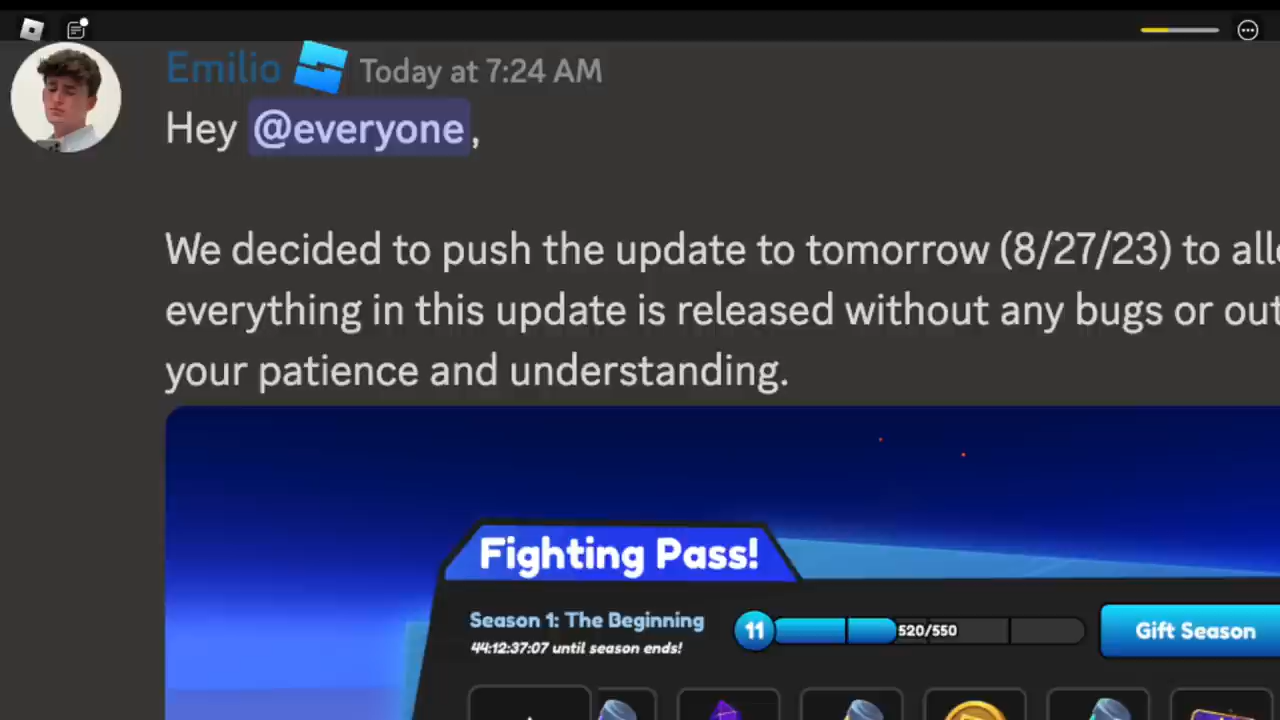 Emilio Today at 7:24 AM
Hey @everyone,
We decided to push the update to tomorrow (8/27/23) to
everything in this update is released without any bugs or
your patience and understanding.
Fighting Pass!
Season 1: The Beginning
11
520/550
Gift Season
44:12:37:07 until season ends!